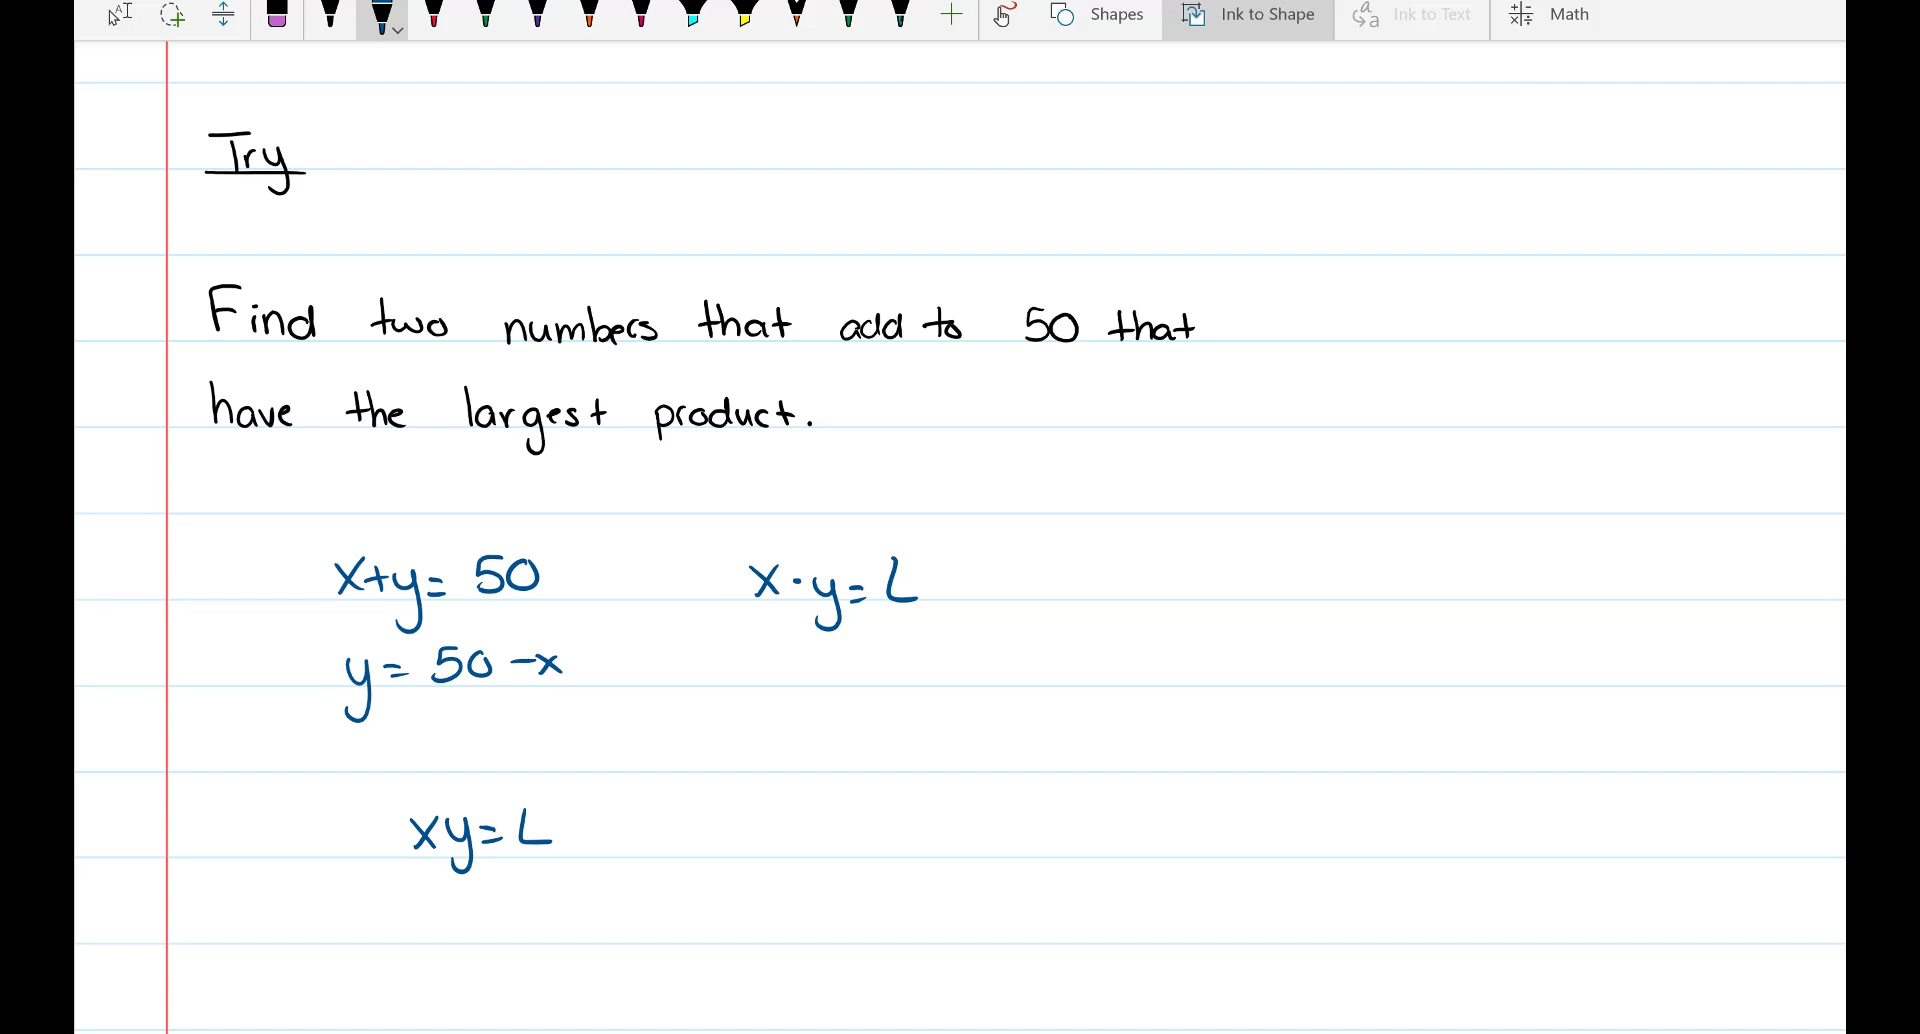 Shapes Ink to Shape Ink to Text Math
Try
Find two numbers that add to 50 that
have the largest product.
x+y= 50 x·y= L
y= 50-x
xy= L